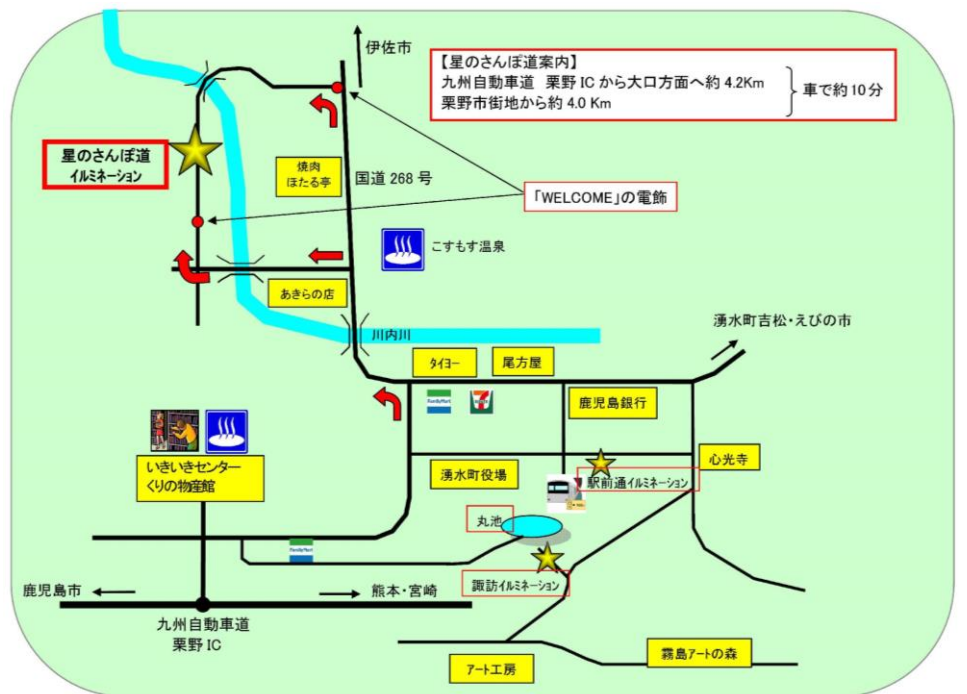 伊佐市
【星のさんぽ道案内】
九州自動車道 栗野 IC から大口方面へ約 4.2Km
栗野市街地から約 4.0 Km
車で約 10 分
星のさんぽ道
イルミネーション
焼肉
ほたる亭
国道 268 号
「WELCOME」の電飾
こすもす温泉
あきらの店
川内川
湧水町吉松・えびの市
タイヨー
尾方屋
FamilyMart
7
鹿児島銀行
いきいきセンター
くりの物産館
湧水町役場
心光寺
駅前通イルミネーション
丸池
FamilyMart
諏訪イルミネーション
鹿児島市
熊本・宮崎
九州自動車道
栗野 IC
霧島アートの森
アート工房